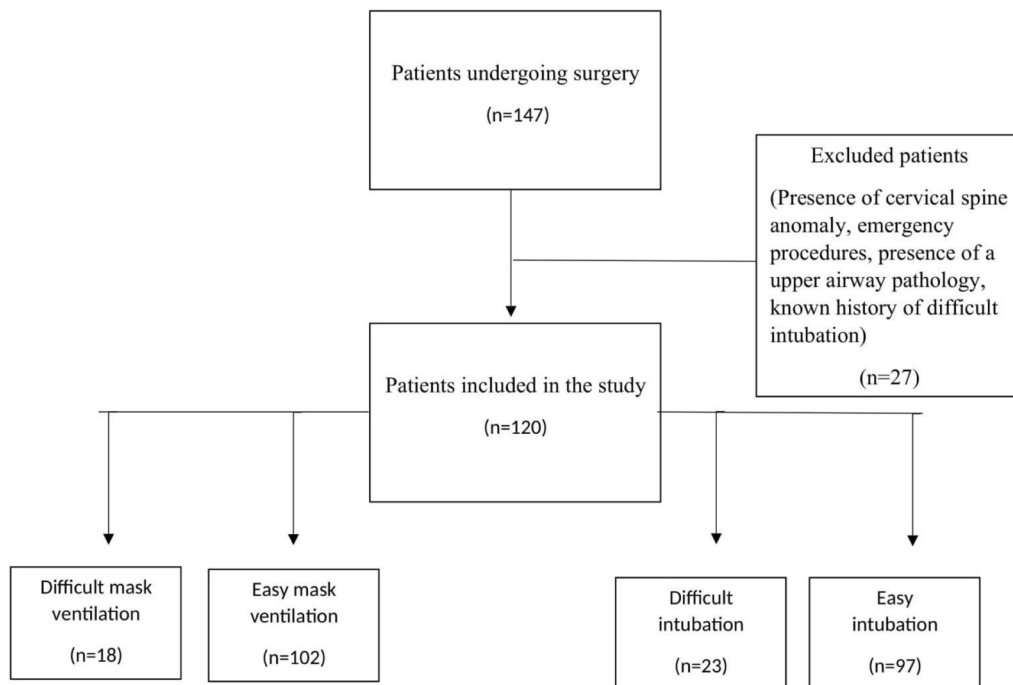 Patients undergoing surgery
(n=147)
Excluded patients
(Presence of cervical spine
anomaly, emergency
procedures, presence of a
upper airway pathology,
known history of difficult
intubation)
(n=27)
Patients included in the study
(n=120)
Difficult mask
ventilation
(n=18)
Easy mask
ventilation
(n=102)
Difficult
intubation
(n=23)
Easy
intubation
(n=97)